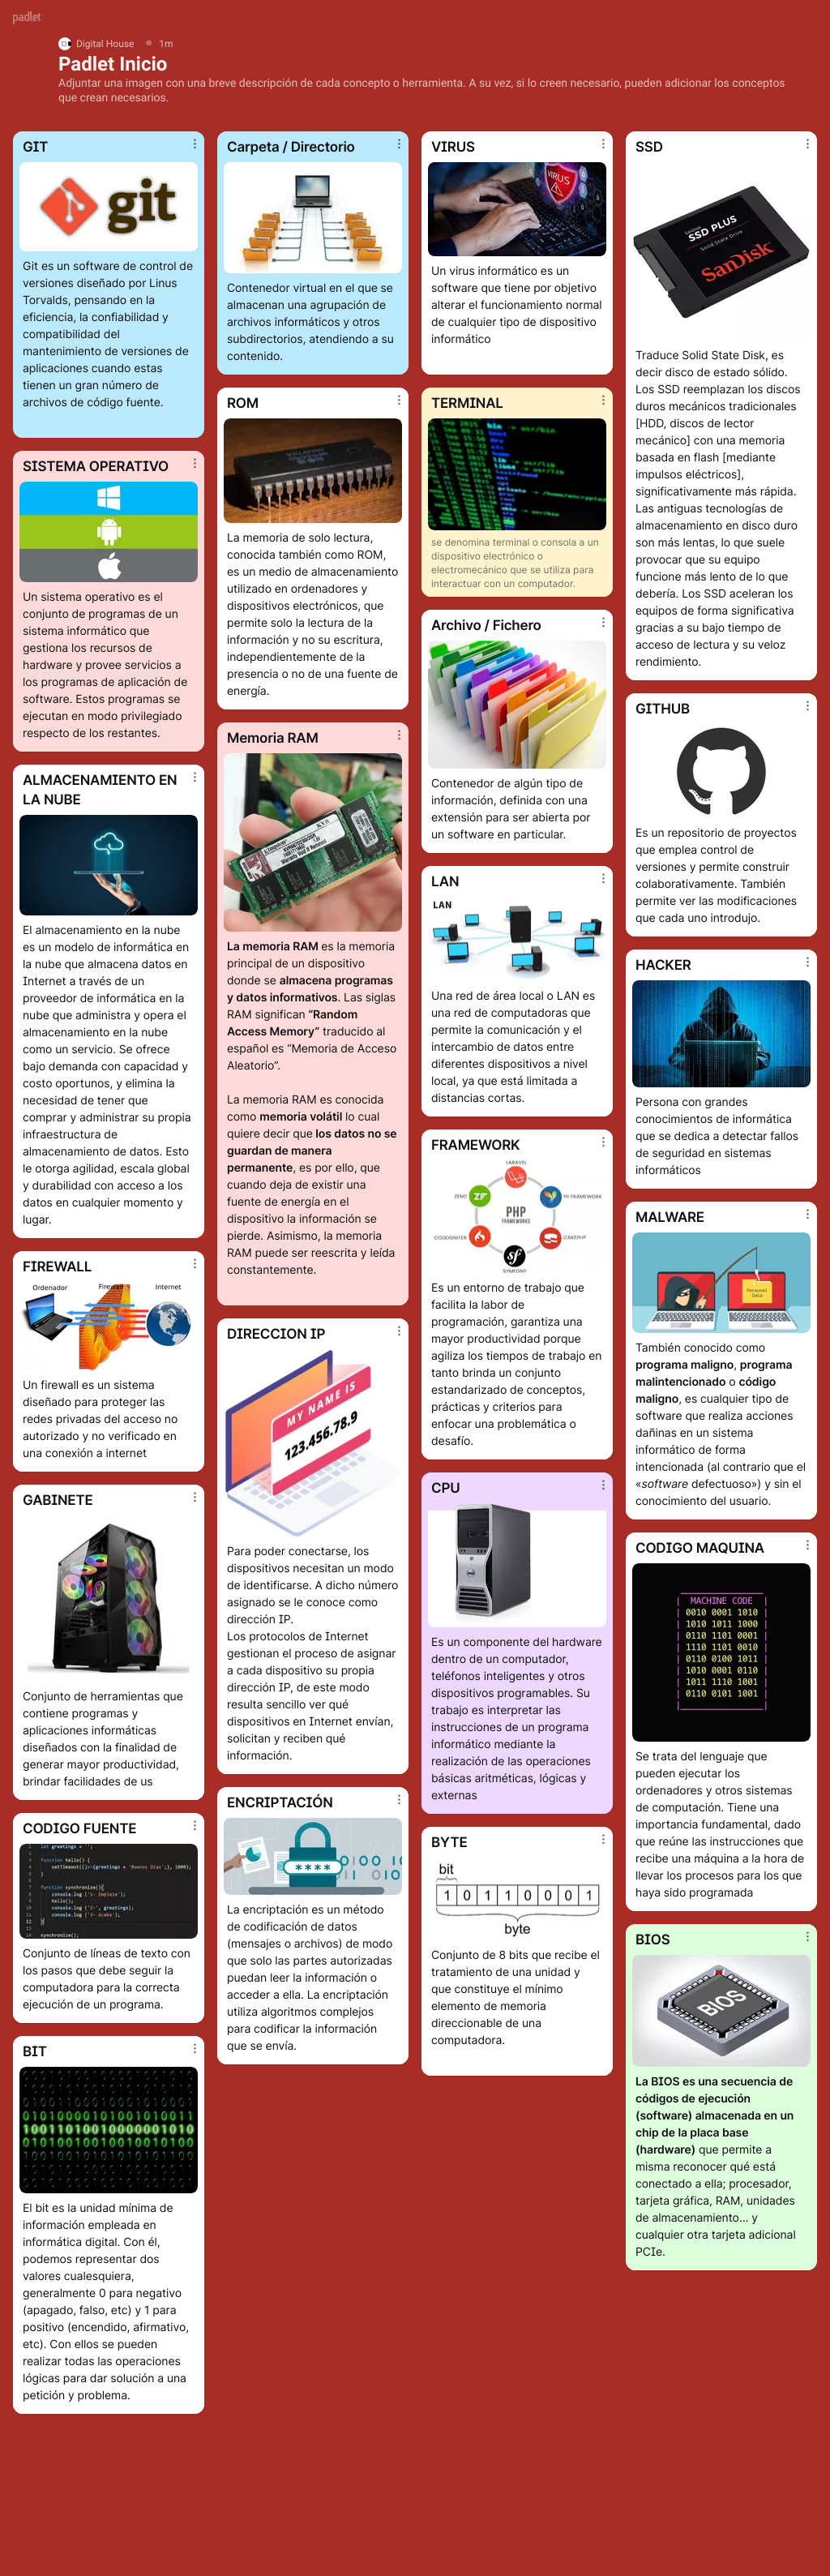 padlet
Digital House 1m
Padlet Inicio
Adjuntar una imagen con una breve descripción de cada concepto o herramienta. A su vez, si lo creen necesario, pueden adicionar los conceptos
que crean necesarios.
GIT
git
Git es un software de control de
versiones diseñado por Linus
Torvalds, pensando en la
eficiencia, la confiabilidad y
compatibilidad del
mantenimiento de versiones de
aplicaciones cuando estas
tienen un gran número de
archivos de código fuente.
SISTEMA OPERATIVO
Un sistema operativo es el
conjunto de programas de un
sistema informático que
gestiona los recursos de
hardware y provee servicios a
los programas de aplicación de
software. Estos programas se
ejecutan en modo privilegiado
respecto de los restantes.
ALMACENAMIENTO EN
LA NUBE
El almacenamiento en la nube
es un modelo de informática en
la nube que almacena datos en
Internet a través de un
proveedor de informática en la
nube que administra y opera el
almacenamiento en la nube
como un servicio. Se ofrece
bajo demanda con capacidad y
costo oportunos, y elimina la
necesidad de tener que
comprar y administrar su propia
infraestructura de
almacenamiento de datos. Esto
le otorga agilidad, escala global
y durabilidad con acceso a los
datos en cualquier momento y
lugar.
FIREWALL
Ordenador Firewall Internet
Un firewall es un sistema
diseñado para proteger las
redes privadas del acceso no
autorizado y no verificado en
una conexión a internet
GABINETE
Conjunto de herramientas que
contiene programas y
aplicaciones informáticas
diseñados con la finalidad de
generar mayor productividad,
brindar facilidades de us
CODIGO FUENTE
let greetings = '';
function hello() {
setTimeout(()=>{greetings = 'Buenos Días';}, 1000);
}
function synchronize(){
console.log ('1- Empieza');
hello();
console.log ('2-', greetings);
console.log ('3- Acaba');
}
synchronize();
Conjunto de líneas de texto con
los pasos que debe seguir la
computadora para la correcta
ejecución de un programa.
BIT
El bit es la unidad mínima de
información empleada en
informática digital. Con él,
podemos representar dos
valores cualesquiera,
generalmente 0 para negativo
(apagado, falso, etc) y 1 para
positivo (encendido, afirmativo,
etc). Con ellos se pueden
realizar todas las operaciones
lógicas para dar solución a una
petición y problema.
Carpeta / Directorio
Contenedor virtual en el que se
almacenan una agrupación de
archivos informáticos y otros
subdirectorios, atendiendo a su
contenido.
ROM
La memoria de solo lectura,
conocida también como ROM,
es un medio de almacenamiento
utilizado en ordenadores y
dispositivos electrónicos, que
permite solo la lectura de la
información y no su escritura,
independientemente de la
presencia o no de una fuente de
energía.
Memoria RAM
La memoria RAM es la memoria
principal de un dispositivo
donde se almacena programas
y datos informativos. Las siglas
RAM significan “Random
Access Memory” traducido al
español es “Memoria de Acceso
Aleatorio”.
La memoria RAM es conocida
como memoria volátil lo cual
quiere decir que los datos no se
guardan de manera
permanente, es por ello, que
cuando deja de existir una
fuente de energía en el
dispositivo la información se
pierde. Asimismo, la memoria
RAM puede ser reescrita y leída
constantemente.
DIRECCION IP
MY NAME IS
123.456.78.9
Para poder conectarse, los
dispositivos necesitan un modo
de identificarse. A dicho número
asignado se le conoce como
dirección IP.
Los protocolos de Internet
gestionan el proceso de asignar
a cada dispositivo su propia
dirección IP, de este modo
resulta sencillo ver qué
dispositivos en Internet envían,
solicitan y reciben qué
información.
ENCRIPTACIÓN
****
La encriptación es un método
de codificación de datos
(mensajes o archivos) de modo
que solo las partes autorizadas
puedan leer la información o
acceder a ella. La encriptación
utiliza algoritmos complejos
para codificar la información
que se envía.
VIRUS
VIRUS
Un virus informático es un
software que tiene por objetivo
alterar el funcionamiento normal
de cualquier tipo de dispositivo
informático
TERMINAL
se denomina terminal o consola a un
dispositivo electrónico o
electromecánico que se utiliza para
interactuar con un computador.
Archivo / Fichero
Contenedor de algún tipo de
información, definida con una
extensión para ser abierta por
un software en particular.
LAN
LAN
Una red de área local o LAN es
una red de computadoras que
permite la comunicación y el
intercambio de datos entre
diferentes dispositivos a nivel
local, ya que está limitada a
distancias cortas.
FRAMEWORK
LARAVEL
ZEND ZF YII FRAMEWORK
PHP
FRAMEWORKS
CODEIGNITER CAKEPHP
sf
SYMFONY
Es un entorno de trabajo que
facilita la labor de
programación, garantiza una
mayor productividad porque
agiliza los tiempos de trabajo en
tanto brinda un conjunto
estandarizado de conceptos,
prácticas y criterios para
enfocar una problemática o
desafío.
CPU
Es un componente del hardware
dentro de un computador,
teléfonos inteligentes y otros
dispositivos programables. Su
trabajo es interpretar las
instrucciones de un programa
informático mediante la
realización de las operaciones
básicas aritméticas, lógicas y
externas
BYTE
bit
1 0 1 1 0 0 0 1
byte
Conjunto de 8 bits que recibe el
tratamiento de una unidad y
que constituye el mínimo
elemento de memoria
direccionable de una
computadora.
SSD
SanDisk
SSD PLUS
Solid State Drive
SanDisk
Traduce Solid State Disk, es
decir disco de estado sólido.
Los SSD reemplazan los discos
duros mecánicos tradicionales
[HDD, discos de lector
mecánico] con una memoria
basada en flash [mediante
impulsos eléctricos],
significativamente más rápida.
Las antiguas tecnologías de
almacenamiento en disco duro
son más lentas, lo que suele
provocar que su equipo
funcione más lento de lo que
debería. Los SSD aceleran los
equipos de forma significativa
gracias a su bajo tiempo de
acceso de lectura y su veloz
rendimiento.
GITHUB
Es un repositorio de proyectos
que emplea control de
versiones y permite construir
colaborativamente. También
permite ver las modificaciones
que cada uno introdujo.
HACKER
Persona con grandes
conocimientos de informática
que se dedica a detectar fallos
de seguridad en sistemas
informáticos
MALWARE
Personal
Data
También conocido como
programa maligno, programa
malintencionado o código
maligno, es cualquier tipo de
software que realiza acciones
dañinas en un sistema
informático de forma
intencionada (al contrario que el
«software defectuoso») y sin el
conocimiento del usuario.
CODIGO MAQUINA
MACHINE CODE
0010 0001 1010
1010 1011 1000
0110 1101 0001
1110 1101 0010
0110 0100 1011
1010 0001 0110
1011 1110 1001
0110 0101 1001
Se trata del lenguaje que
pueden ejecutar los
ordenadores y otros sistemas
de computación. Tiene una
importancia fundamental, dado
que reúne las instrucciones que
recibe una máquina a la hora de
llevar los procesos para los que
haya sido programada
BIOS
BIOS
La BIOS es una secuencia de
códigos de ejecución
(software) almacenada en un
chip de la placa base
(hardware) que permite a
misma reconocer qué está
conectado a ella; procesador,
tarjeta gráfica, RAM, unidades
de almacenamiento... y
cualquier otra tarjeta adicional
PCIe.